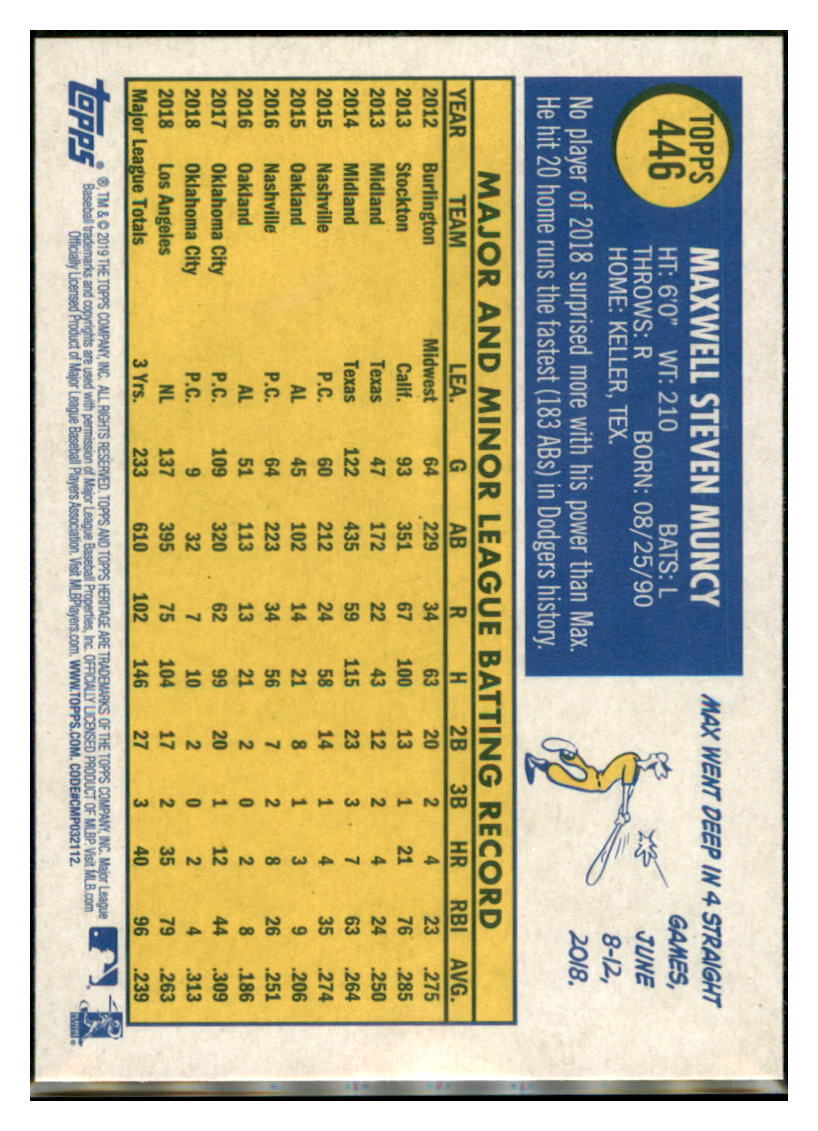 TOPPS
446
MAXWELL STEVEN MUNCY
HT: 6'0" WT: 210 BATS: L
THROWS: R BORN: 08/25/90
HOME: KELLER, TEX.
No player of 2018 surprised more with his power than Max.
He hit 20 home runs the fastest (183 ABs) in Dodgers history.
MAX WENT DEEP IN 4 STRAIGHT
GAMES,
JUNE
8-12,
2018.
MAJOR AND MINOR LEAGUE BATTING RECORD
YEAR TEAM LEA. G AB R H 2B 3B HR RBI AVG.
2012 Burlington Midwest 64 229 34 63 20 2 4 23 .275
2013 Stockton Calif. 93 351 67 100 13 1 21 76 .285
2013 Midland Texas 47 172 22 43 12 2 4 24 .250
2014 Midland Texas 122 435 59 115 23 3 7 63 .264
2015 Nashville P.C. 60 212 24 58 14 1 4 35 .274
2015 Oakland AL 45 102 14 21 8 1 3 9 .206
2016 Nashville P.C. 64 223 34 56 7 2 8 26 .251
2016 Oakland AL 51 113 13 21 2 0 2 8 .186
2017 Oklahoma City P.C. 109 320 62 99 20 1 12 44 .309
2018 Oklahoma City P.C. 9 32 7 10 2 0 2 4 .313
2018 Los Angeles NL 137 395 75 104 17 2 35 79 .263
Major League Totals 3 Yrs. 233 610 102 146 27 3 40 96 .239
topps®
®, TM & © 2019 THE TOPPS COMPANY, INC. ALL RIGHTS RESERVED. TOPPS AND TOPPS HERITAGE ARE TRADEMARKS OF THE TOPPS COMPANY, INC. Major League
Baseball trademarks and copyrights are used with permission of Major League Baseball Properties, Inc. OFFICIALLY LICENSED PRODUCT OF MLBP. Visit MLB.com
Officially Licensed Product of Major League Baseball Players Association. Visit MLBPlayers.com. WWW.TOPPS.COM. CODE#CMP032112.